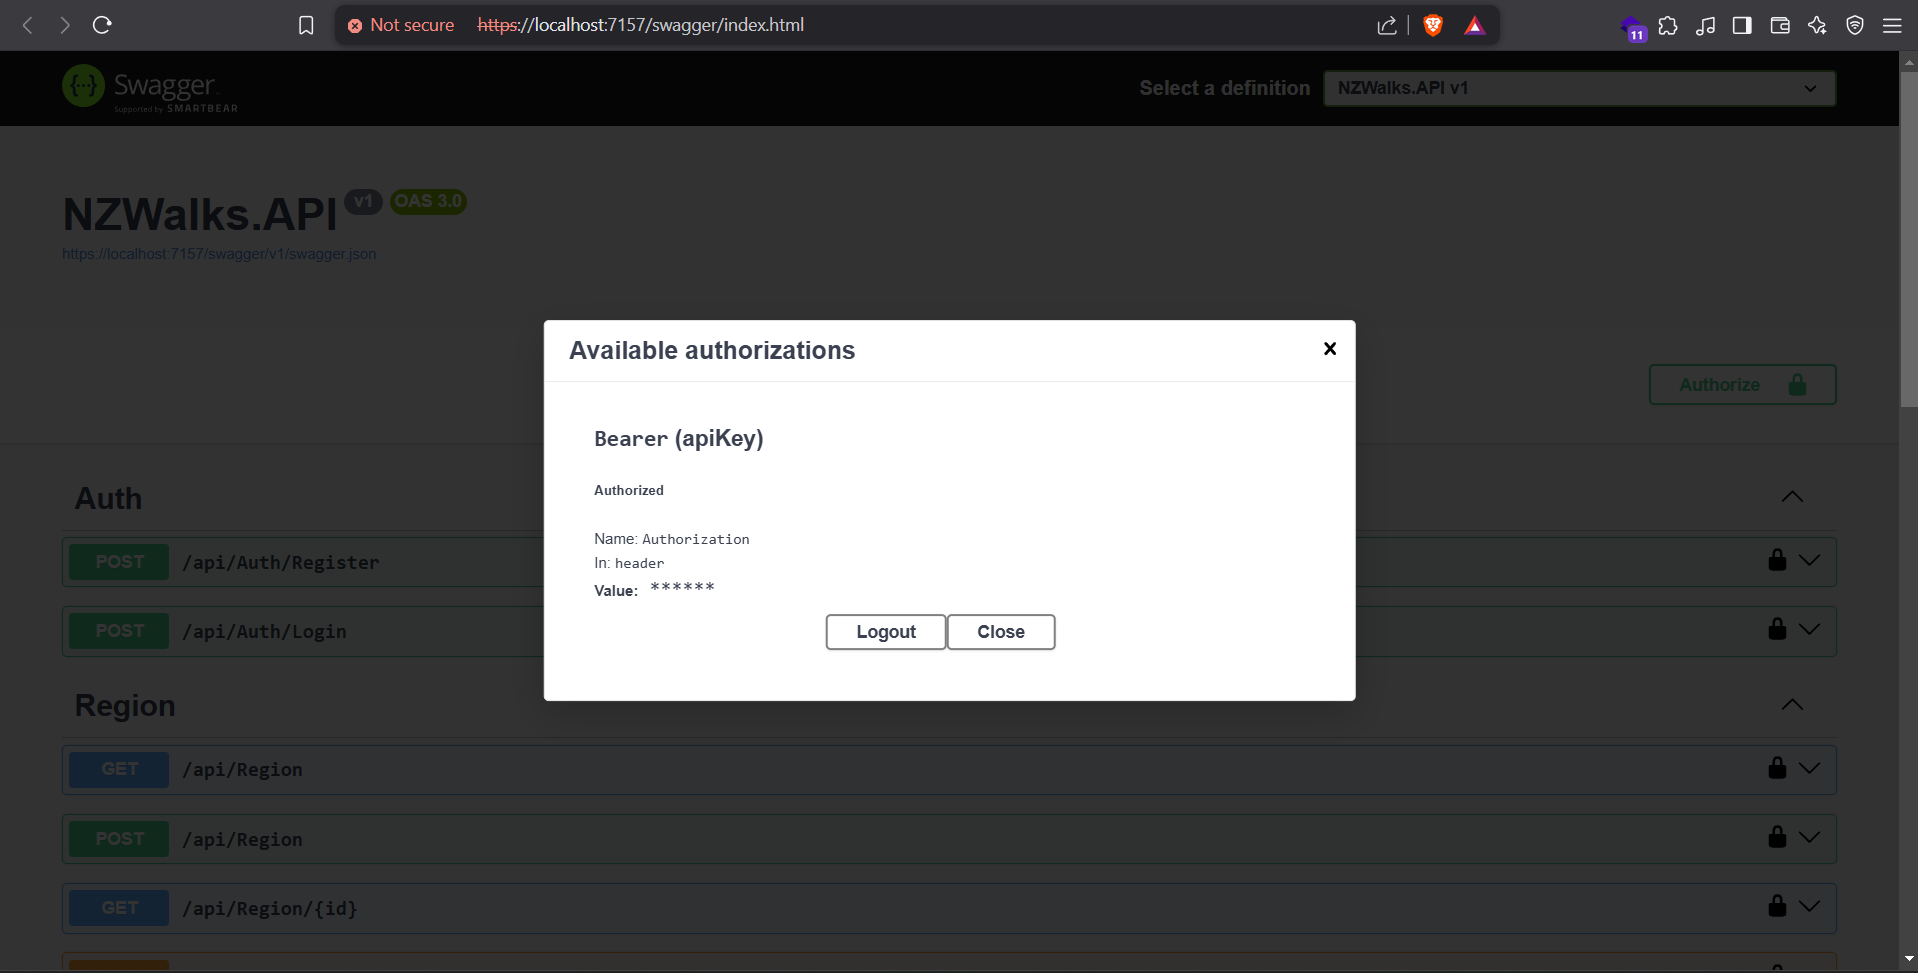 Not secure https://localhost:7157/swagger/index.html
11
{···} Swagger
Supported by SMARTBEAR
Select a definition
NZWalks.API v1
NZWalks.API v1 OAS 3.0
https://localhost:7157/swagger/v1/swagger.json
Authorize
Available authorizations
Bearer (apiKey)
Authorized
Name: Authorization
In: header
Value: ******
Logout Close
Auth
POST /api/Auth/Register
POST /api/Auth/Login
Region
GET /api/Region
POST /api/Region
GET /api/Region/{id}